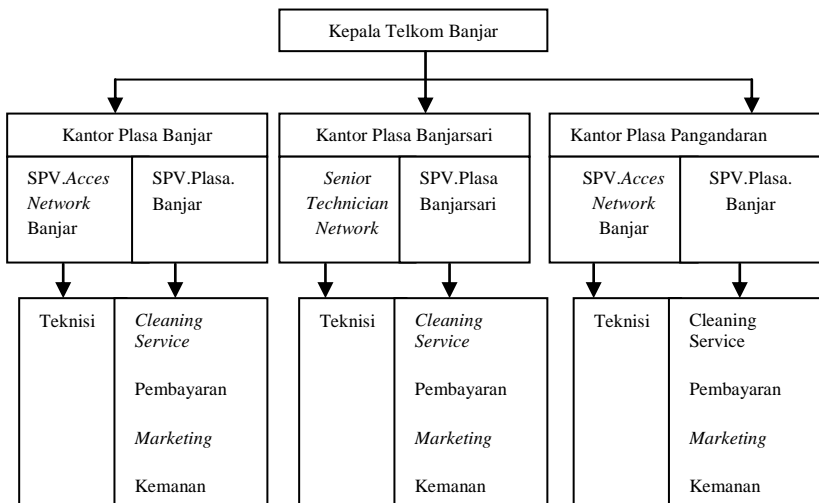 Kepala Telkom Banjar
Kantor Plasa Banjar
SPV.Acces
Network
Banjar
SPV.Plasa.
Banjar
Teknisi
Cleaning
Service
Pembayaran
Marketing
Kemanan
Kantor Plasa Banjarsari
Senior
Technician
Network
SPV.Plasa
Banjarsari
Teknisi
Cleaning
Service
Pembayaran
Marketing
Kemanan
Kantor Plasa Pangandaran
SPV.Acces
Network
Banjar
SPV.Plasa.
Banjar
Teknisi
Cleaning
Service
Pembayaran
Marketing
Kemanan